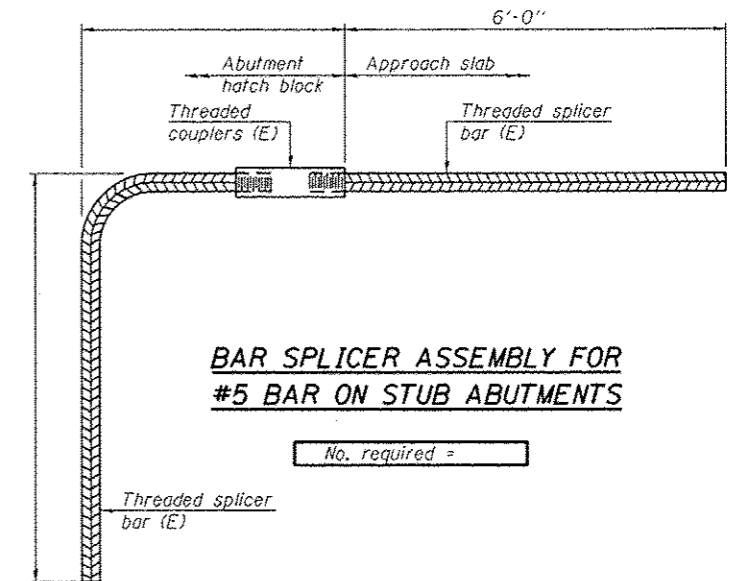 6'-0"
Abutment
hatch block
Approach slab
Threaded
couplers (E)
Threaded splicer
bar (E)
BAR SPLICER ASSEMBLY FOR
#5 BAR ON STUB ABUTMENTS
No. required =
Threaded splicer
bar (E)